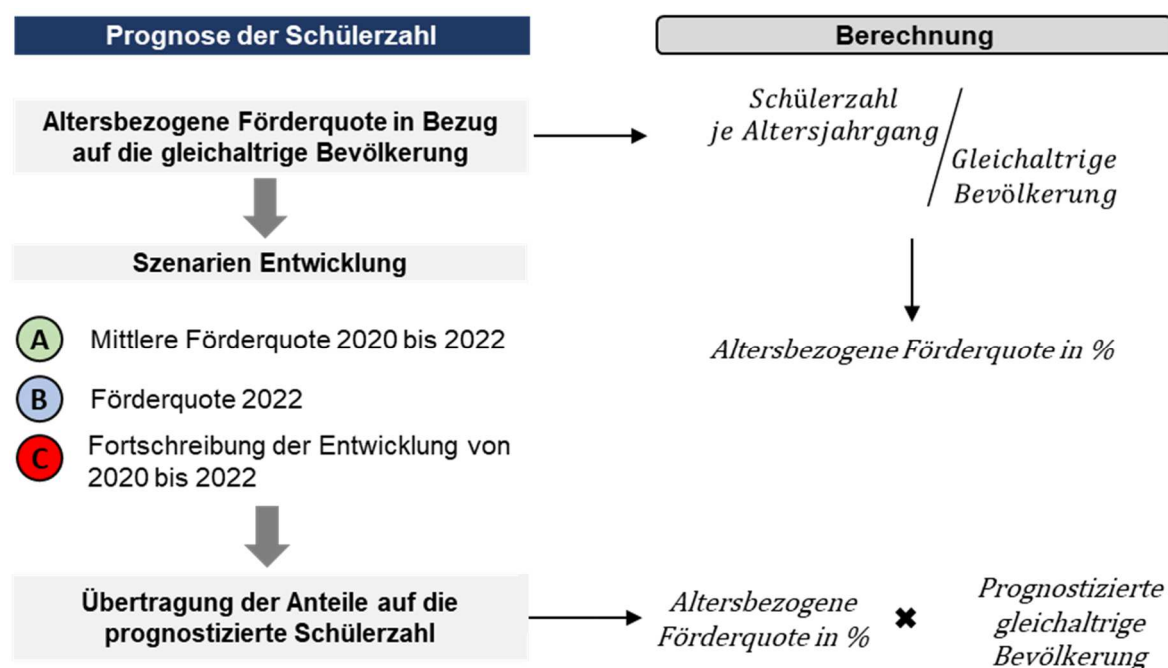 Prognose der Schülerzahl
Berechnung
Altersbezogene Förderquote in Bezug
auf die gleichaltrige Bevölkerung
Schülerzahl
je Altersjahrgang
Gleichaltrige
Bevölkerung
Szenarien Entwicklung
A Mittlere Förderquote 2020 bis 2022
Altersbezogene Förderquote in %
B Förderquote 2022
C Fortschreibung der Entwicklung von
2020 bis 2022
Übertragung der Anteile auf die
prognostizierte Schülerzahl
Altersbezogene
Förderquote in %
✖
Prognostizierte
gleichaltrige
Bevölkerung